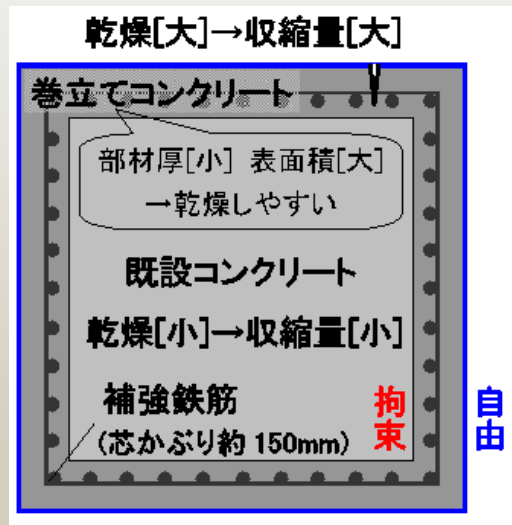 乾燥[大]→収縮量[大]
巻立てコンクリート
部材厚[小] 表面積[大]
→乾燥しやすい
既設コンクリート
乾燥[小]→収縮量[小]
補強鉄筋
(芯かぶり約150mm)
拘束
自由